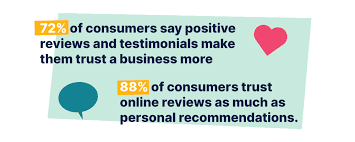 72% of consumers say positive
reviews and testimonials make
them trust a business more
88% of consumers trust
online reviews as much as
personal recommendations.